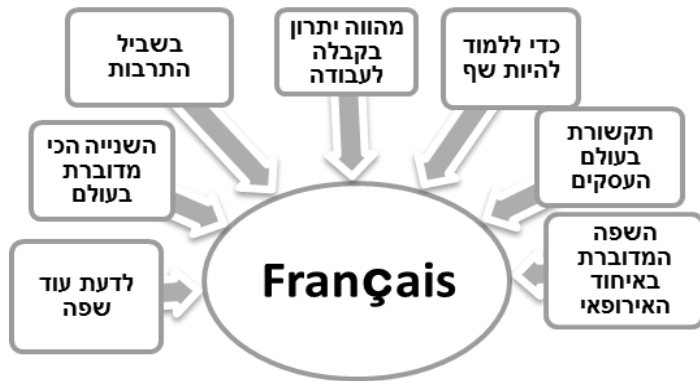 מהווה יתרון
בקבלה
לעבודה
כדי ללמוד
להיות שף
בשביל
התרבות
תקשורת
בעולם
העסקים
השנייה הכי
מדוברת
בעולם
השפה
המדוברת
באיחוד
האירופאי
לדעת עוד
שפה
Français